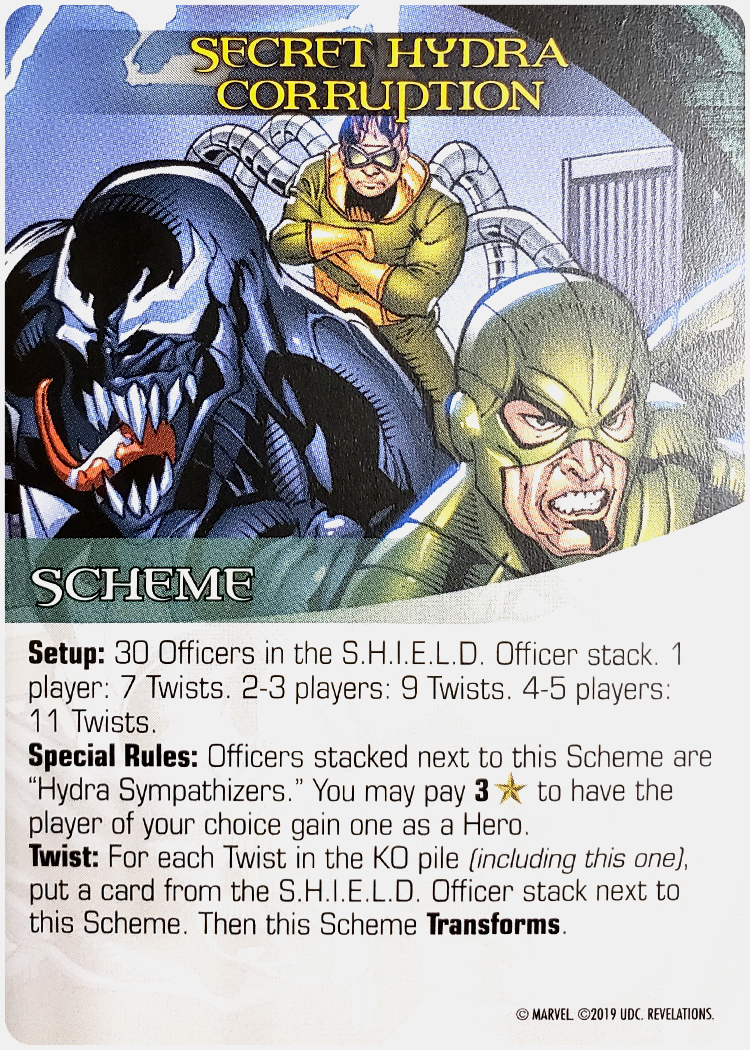 SECRET HYDRA
CORRUPTION
SCHEME
Setup: 30 Officers in the S.H.I.E.L.D. Officer stack. 1
player: 7 Twists. 2-3 players: 9 Twists. 4-5 players:
11 Twists.
Special Rules: Officers stacked next to this Scheme are
“Hydra Sympathizers.” You may pay 3 to have the
player of your choice gain one as a Hero.
Twist: For each Twist in the KO pile (including this one),
put a card from the S.H.I.E.L.D. Officer stack next to
this Scheme. Then this Scheme Transforms.
© MARVEL. ©2019 UDC. REVELATIONS.